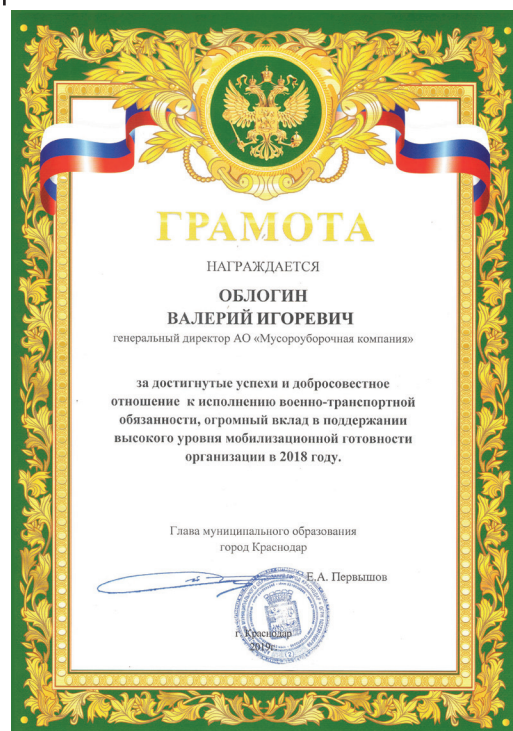 ГРАМОТА
НАГРАЖДАЕТСЯ
ОБЛОГИН
ВАЛЕРИЙ ИГОРЕВИЧ
генеральный директор АО «Мусороуборочная компания»
за достигнутые успехи и добросовестное
отношение к исполнению военно-транспортной
обязанности, огромный вклад в поддержании
высокого уровня мобилизационной готовности
организации в 2018 году.
Глава муниципального образования
город Краснодар
Е.А. Первышов
г. Краснодар
2019г.